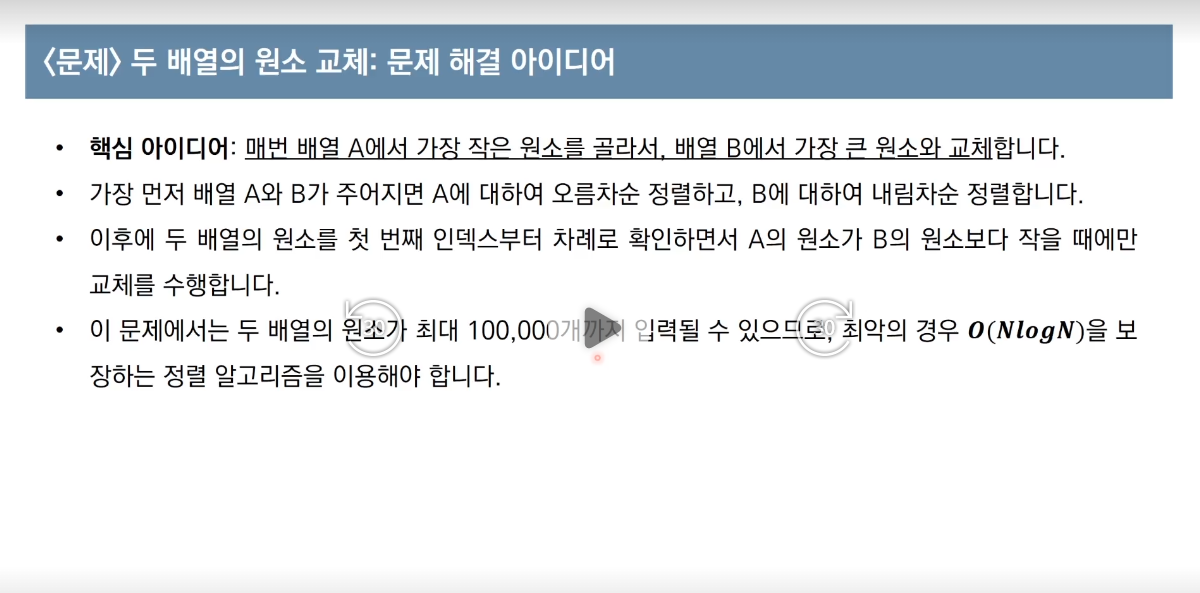 〈문제〉 두 배열의 원소 교체: 문제 해결 아이디어
• 핵심 아이디어: 매번 배열 A에서 가장 작은 원소를 골라서, 배열 B에서 가장 큰 원소와 교체합니다.
• 가장 먼저 배열 A와 B가 주어지면 A에 대하여 오름차순 정렬하고, B에 대하여 내림차순 정렬합니다.
• 이후에 두 배열의 원소를 첫 번째 인덱스부터 차례로 확인하면서 A의 원소가 B의 원소보다 작을 때에만
교체를 수행합니다.
• 이 문제에서는 두 배열의 원소가 최대 100,000개까지 입력될 수 있으므로, 최악의 경우 O(NlogN)을 보
장하는 정렬 알고리즘을 이용해야 합니다.
30
30